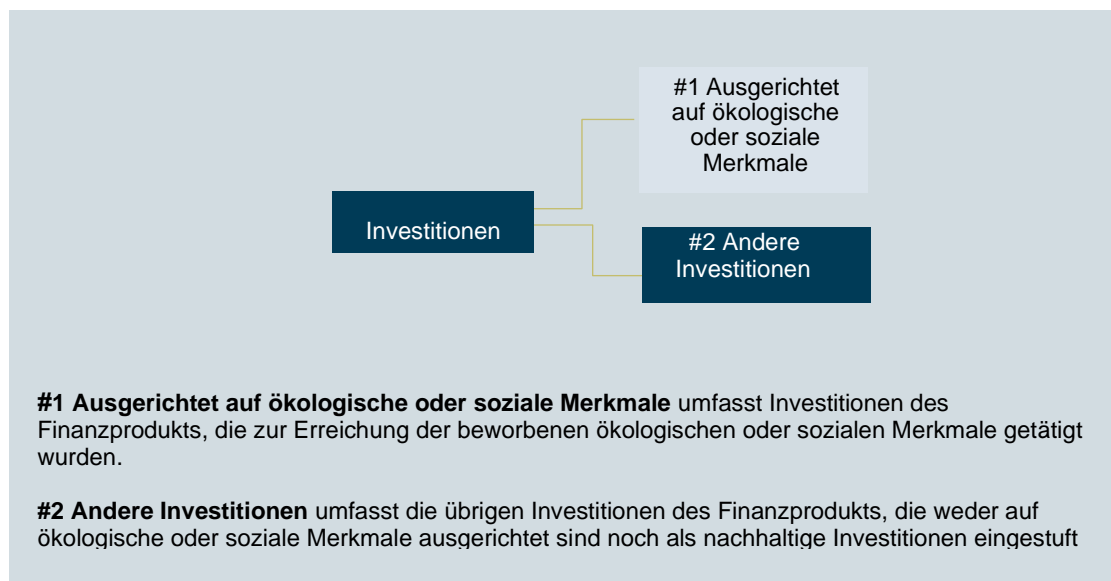 #1 Ausgerichtet
auf ökologische
oder soziale
Merkmale
Investitionen
#2 Andere
Investitionen
#1 Ausgerichtet auf ökologische oder soziale Merkmale umfasst Investitionen des
Finanzprodukts, die zur Erreichung der beworbenen ökologischen oder sozialen Merkmale getätigt
wurden.
#2 Andere Investitionen umfasst die übrigen Investitionen des Finanzprodukts, die weder auf
ökologische oder soziale Merkmale ausgerichtet sind noch als nachhaltige Investitionen eingestuft